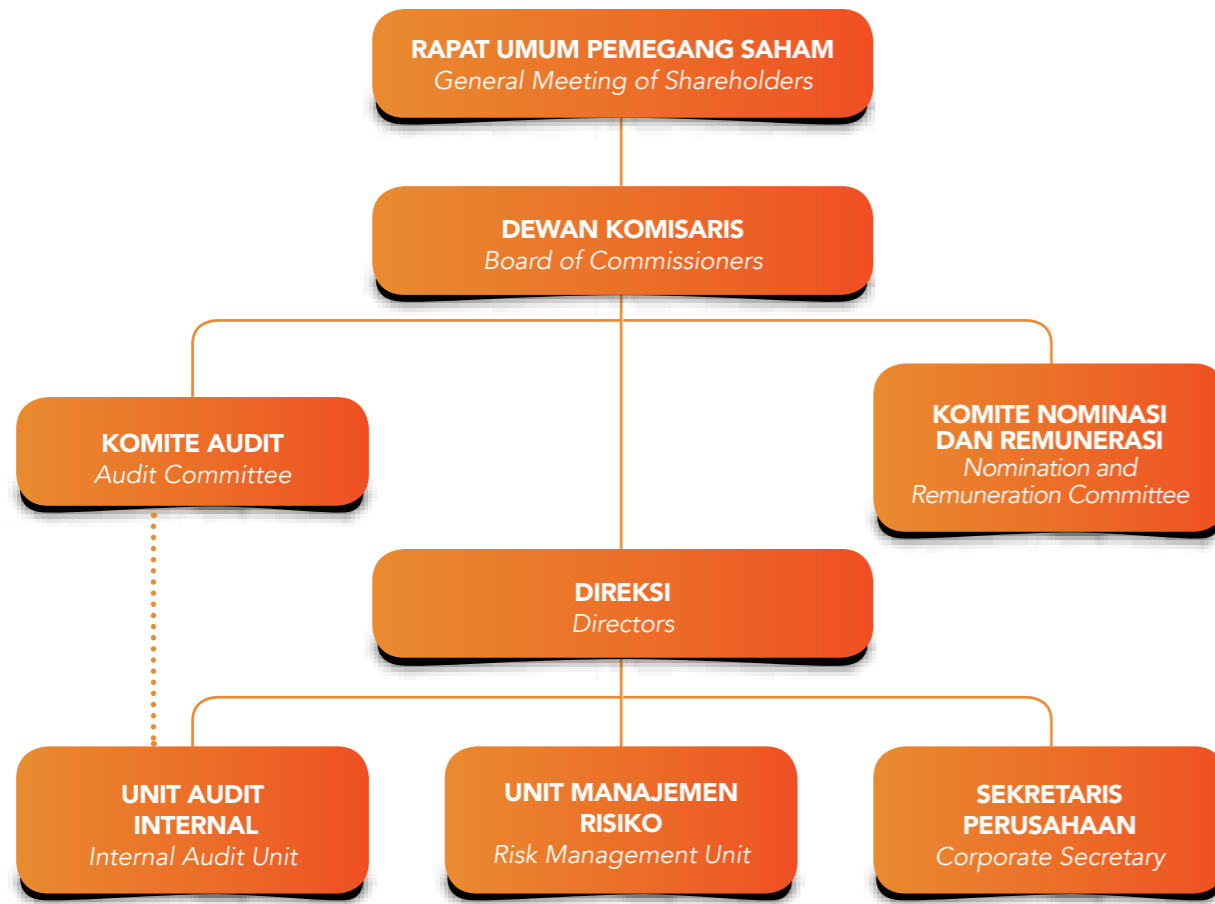 RAPAT UMUM PEMEGANG SAHAM
General Meeting of Shareholders
DEWAN KOMISARIS
Board of Commissioners
KOMITE AUDIT
Audit Committee
KOMITE NOMINASI
DAN REMUNERASI
Nomination and
Remuneration Committee
DIREKSI
Directors
UNIT AUDIT
INTERNAL
Internal Audit Unit
UNIT MANAJEMEN
RISIKO
Risk Management Unit
SEKRETARIS
PERUSAHAAN
Corporate Secretary